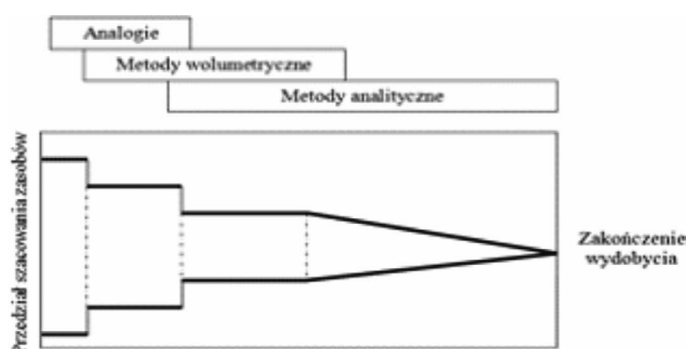 Analogie
Metody wolumetryczne
Metody analityczne
Przedział szacowania zasobów
Zakończenie
wydobycia